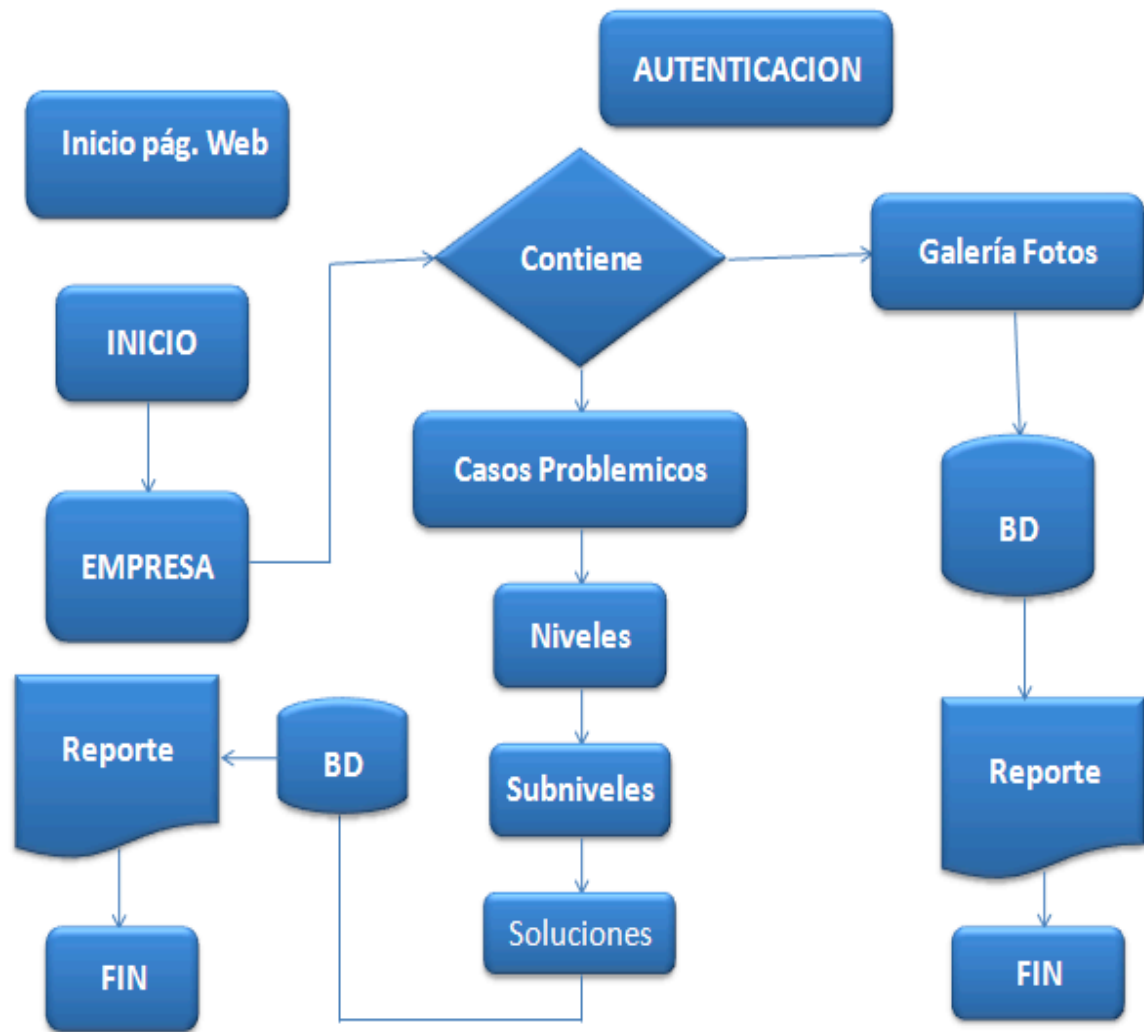 AUTENTICACION
Inicio pág. Web
Contiene
Galería Fotos
INICIO
Casos Problemicos
EMPRESA
BD
Niveles
Reporte
BD
Subniveles
Reporte
Soluciones
FIN
FIN